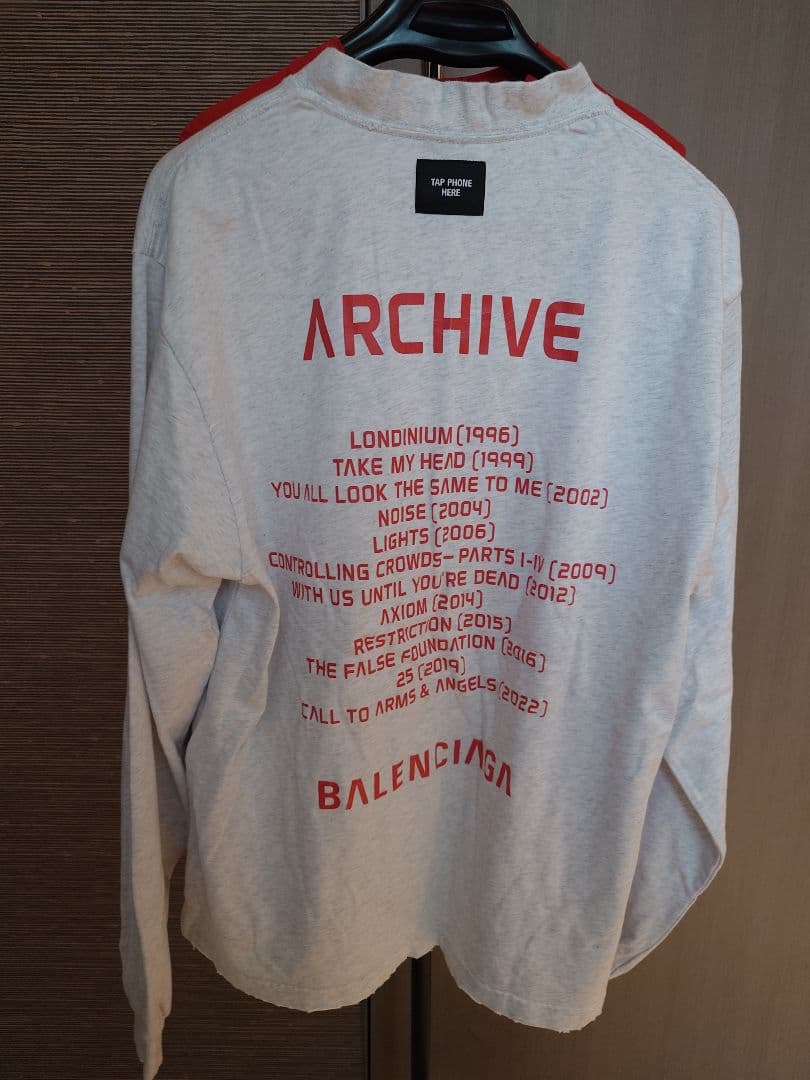 TAP PHONE
HERE
ARCHIVE
LONDINIUM (1996)
TAKE MY HEAD (1999)
YOU ALL LOOK THE SAME TO ME (2002)
NOISE (2004)
LIGHTS (2006)
CONTROLLING CROWDS - PARTS I-IV (2009)
WITH US UNTIL YOU'RE DEAD (2012)
AXIOM (2014)
RESTRICTION (2015)
THE FALSE FOUNDATION (2016)
25 (2019)
CALL TO ARMS & ANGELS (2022)
BALENCIAGA